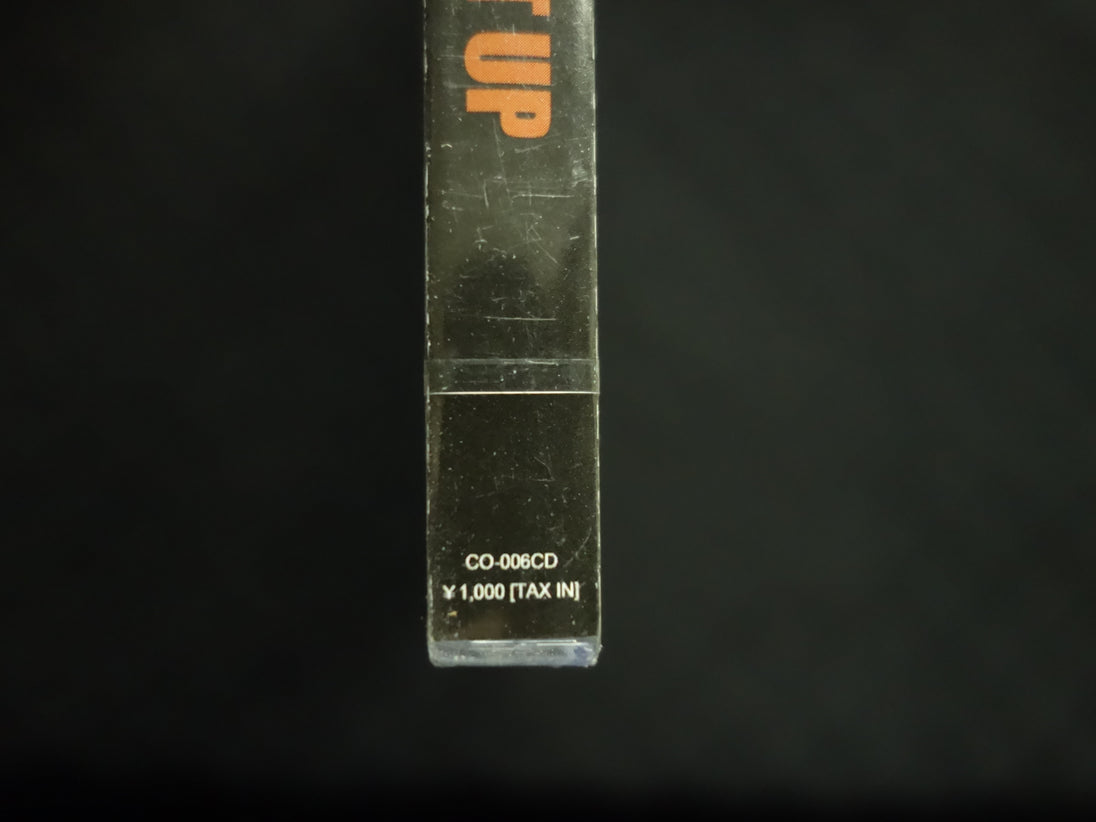 T UP
CO-006CD
¥1,000 [TAX IN]